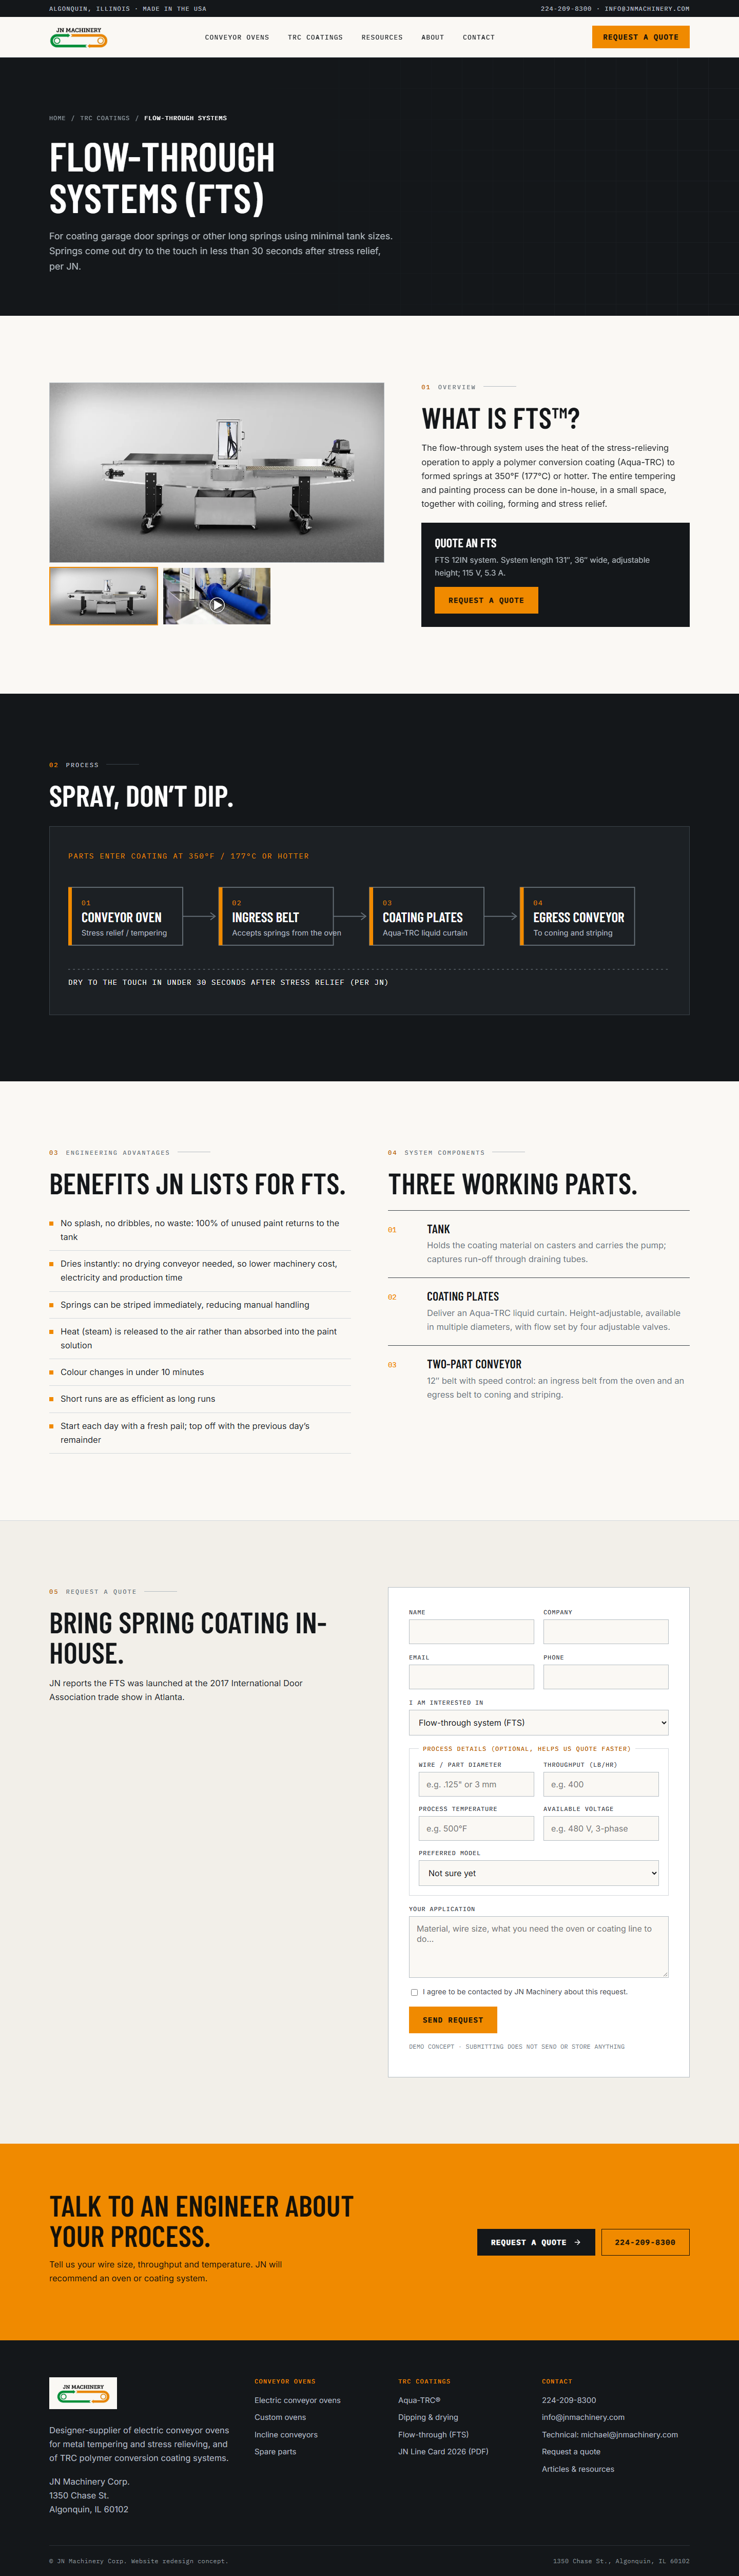 ALGONQUIN, ILLINOIS · MADE IN THE USA
224-209-8300 · INFO@JNMACHINERY.COM
JN MACHINERY
CONVEYOR OVENS
TRC COATINGS
RESOURCES
ABOUT
CONTACT
REQUEST A QUOTE
HOME / TRC COATINGS / FLOW-THROUGH SYSTEMS
FLOW-THROUGH
SYSTEMS (FTS)
For coating garage door springs or other long springs using minimal tank sizes.
Springs come out dry to the touch in less than 30 seconds after stress relief,
per JN.
01 OVERVIEW
WHAT IS FTS™?
The flow-through system uses the heat of the stress-relieving
operation to apply a polymer conversion coating (Aqua-TRC) to
formed springs at 350°F (177°C) or hotter. The entire tempering
and painting process can be done in-house, in a small space,
together with coiling, forming and stress relief.
QUOTE AN FTS
FTS 12IN system. System length 131″, 36″ wide, adjustable
height; 115 V, 5.3 A.
REQUEST A QUOTE
02 PROCESS
SPRAY, DON’T DIP.
PARTS ENTER COATING AT 350°F / 177°C OR HOTTER
01
CONVEYOR OVEN
Stress relief / tempering
02
INGRESS BELT
Accepts springs from the oven
03
COATING PLATES
Aqua-TRC liquid curtain
04
EGRESS CONVEYOR
To coning and striping
DRY TO THE TOUCH IN UNDER 30 SECONDS AFTER STRESS RELIEF (PER JN)
03 ENGINEERING ADVANTAGES
BENEFITS JN LISTS FOR FTS.
No splash, no dribbles, no waste: 100% of unused paint returns to the
tank
Dries instantly: no drying conveyor needed, so lower machinery cost,
electricity and production time
Springs can be striped immediately, reducing manual handling
Heat (steam) is released to the air rather than absorbed into the paint
solution
Colour changes in under 10 minutes
Short runs are as efficient as long runs
Start each day with a fresh pail; top off with the previous day’s
remainder
04 SYSTEM COMPONENTS
THREE WORKING PARTS.
01
TANK
Holds the coating material on casters and carries the pump;
captures run-off through draining tubes.
02
COATING PLATES
Deliver an Aqua-TRC liquid curtain. Height-adjustable, available
in multiple diameters, with flow set by four adjustable valves.
03
TWO-PART CONVEYOR
12″ belt with speed control: an ingress belt from the oven and an
egress belt to coning and striping.
05 REQUEST A QUOTE
BRING SPRING COATING IN-
HOUSE.
JN reports the FTS was launched at the 2017 International Door
Association trade show in Atlanta.
NAME
COMPANY
EMAIL
PHONE
I AM INTERESTED IN
Flow-through system (FTS)
PROCESS DETAILS (OPTIONAL, HELPS US QUOTE FASTER)
WIRE / PART DIAMETER
THROUGHPUT (LB/HR)
e.g. .125" or 3 mm
e.g. 400
PROCESS TEMPERATURE
AVAILABLE VOLTAGE
e.g. 500°F
e.g. 480 V, 3-phase
PREFERRED MODEL
Not sure yet
YOUR APPLICATION
Material, wire size, what you need the oven or coating line to
do...
I agree to be contacted by JN Machinery about this request.
SEND REQUEST
DEMO CONCEPT · SUBMITTING DOES NOT SEND OR STORE ANYTHING
TALK TO AN ENGINEER ABOUT
YOUR PROCESS.
Tell us your wire size, throughput and temperature. JN will
recommend an oven or coating system.
REQUEST A QUOTE →
224-209-8300
JN MACHINERY
Designer-supplier of electric conveyor ovens
for metal tempering and stress relieving, and
of TRC polymer conversion coating systems.
JN Machinery Corp.
1350 Chase St.
Algonquin, IL 60102
CONVEYOR OVENS
Electric conveyor ovens
Custom ovens
Incline conveyors
Spare parts
TRC COATINGS
Aqua-TRC®
Dipping & drying
Flow-through (FTS)
JN Line Card 2026 (PDF)
CONTACT
224-209-8300
info@jnmachinery.com
Technical: michael@jnmachinery.com
Request a quote
Articles & resources
© JN Machinery Corp. Website redesign concept.
1350 Chase St., Algonquin, IL 60102